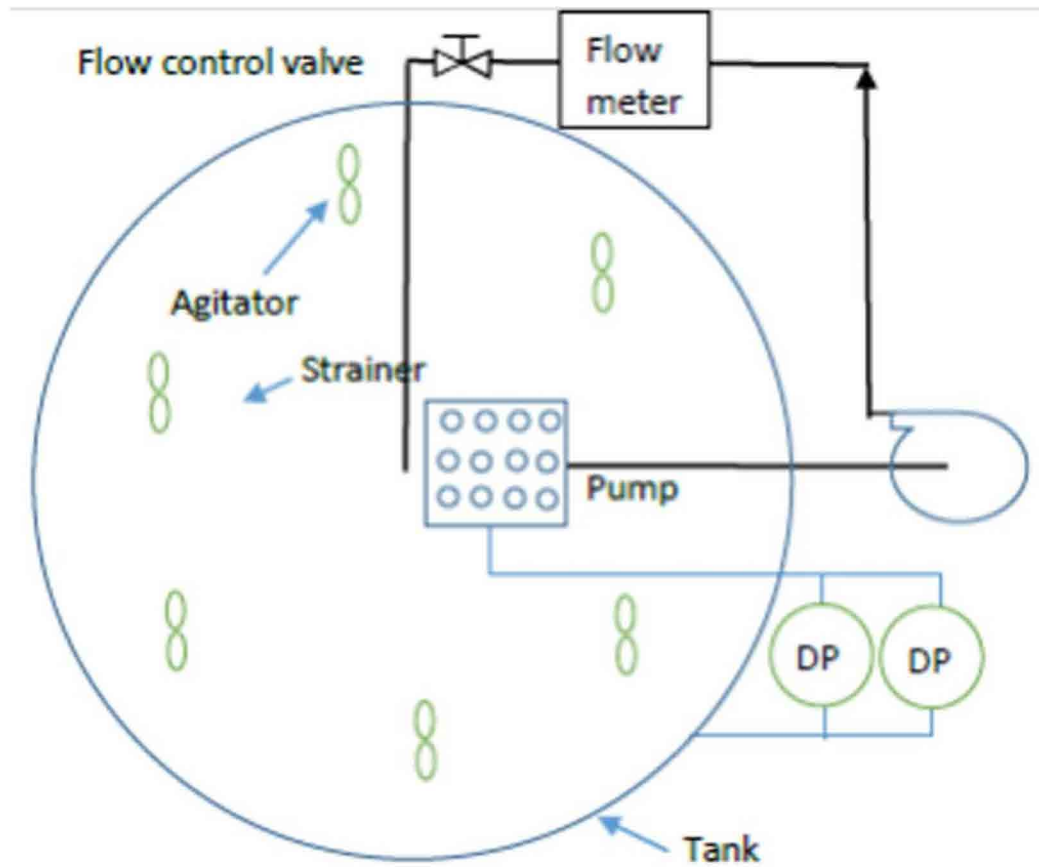 Flow control valve
Flow
meter
Agitator
Strainer
Pump
DP
DP
Tank